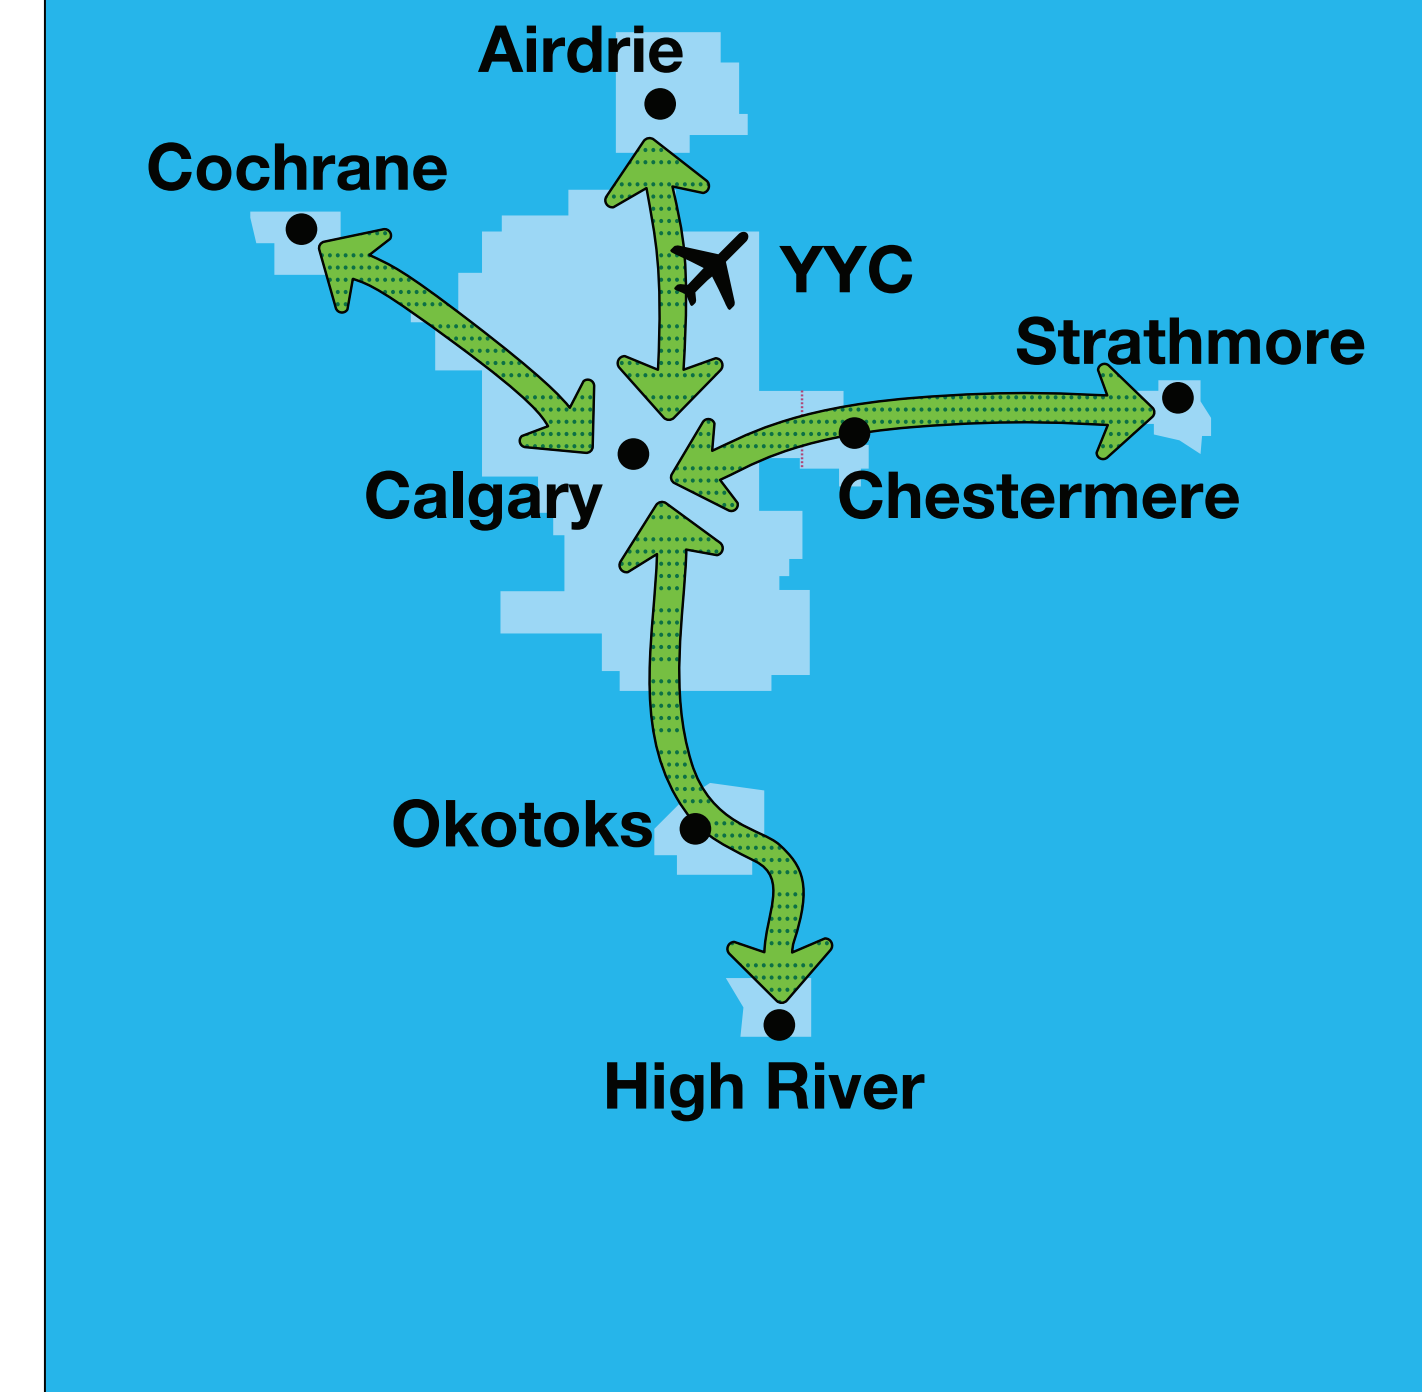 Airdrie
Cochrane
YYC
Strathmore
Calgary
Chestermere
Okotoks
High River